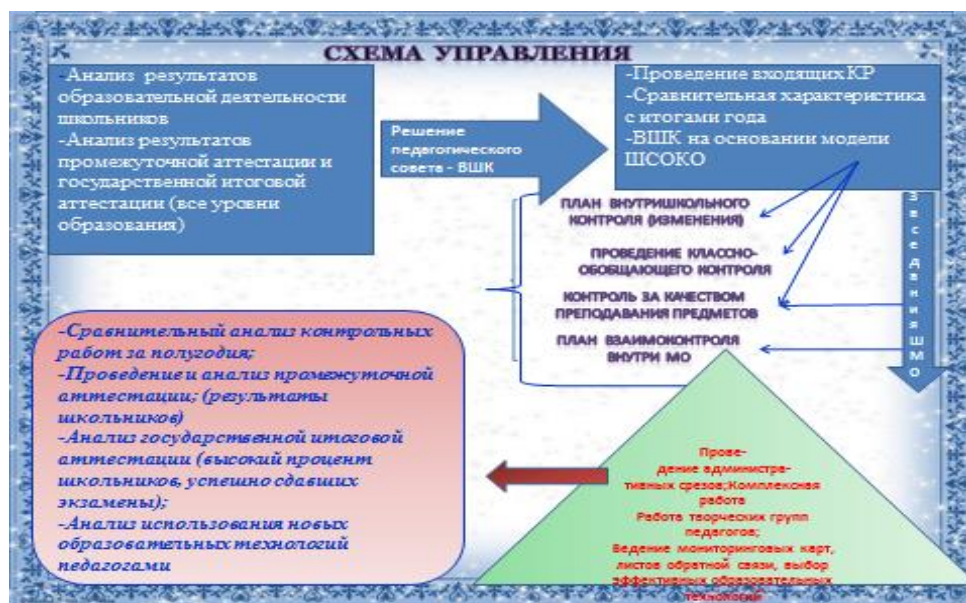 СХЕМА УПРАВЛЕНИЯ
-Анализ результатов
образовательной деятельности
школьников
-Анализ результатов
промежуточной аттестации и
государственной итоговой
аттестации (все уровни
образования)
Решение
педагогического
совета - ВШК
-Проведение входящих КР
-Сравнительная характеристика
с итогами года
-ВШК на основании модели
ШСОКО
ПЛАН ВНУТРИШКОЛЬНОГО
КОНТРОЛЯ (ИЗМЕНЕНИЯ)
ПРОВЕДЕНИЕ КЛАССНО-
ОБОБЩАЮЩЕГО КОНТРОЛЯ
КОНТРОЛЬ ЗА КАЧЕСТВОМ
ПРЕПОДАВАНИЯ ПРЕДМЕТОВ
ПЛАН ВЗАИМОКОНТРОЛЯ
ВНУТРИ МО
ШМО
-Сравнительный анализ контрольных
работ за полугодия;
-Проведение и анализ промежуточной
аттестации; (результаты
школьников)
-Анализ государственной итоговой
аттестации (высокий процент
школьников, успешно сдавших
экзамены);
-Анализ использования новых
образовательных технологий
педагогами
Прове-
дение администра-
тивных срезов;Комплексная
работа
Работа творческих групп
педагогов;
Ведение мониторинговых карт,
листов обратной связи, выбор
эффективных образовательных
технологий